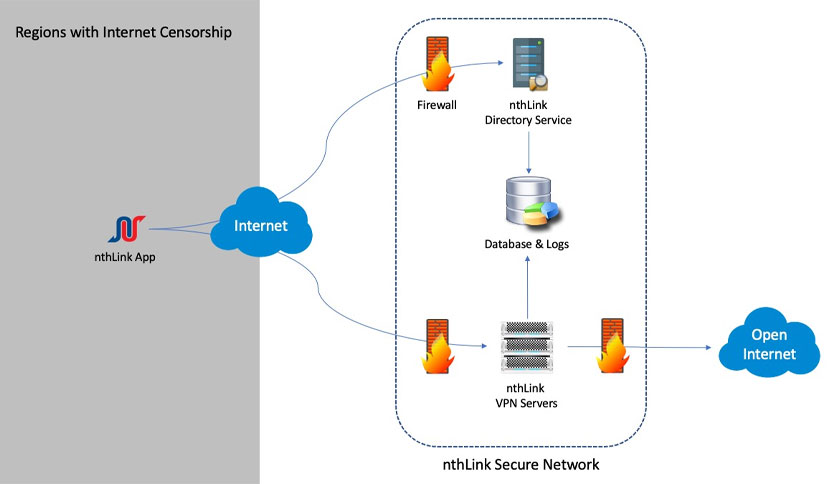 Regions with Internet Censorship
Firewall
nthLink
Directory Service
Internet
nthLink App
Database & Logs
nthLink
VPN Servers
Open
Internet
nthLink Secure Network